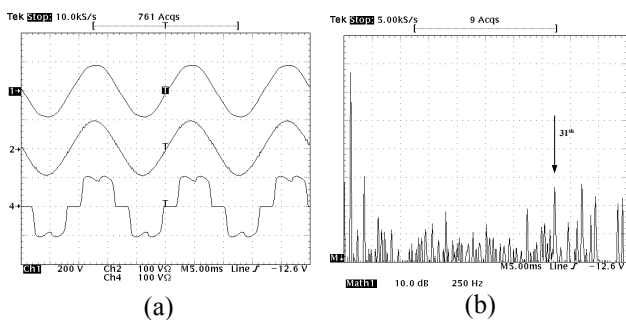 Tek Stop: 10.0kS/s 761 Acqs
T
1
T
2
T
4
T
M5.00ms Line ƒ -12.6 V
Ch1 200 V Ch2 100 VΩ
Ch4 100 VΩ
(a)
Tek Stop: 5.00kS/s 9 Acqs
31th
M
M5.00ms Line ƒ -12.6 V
Math1 10.0 dB 250 Hz
(b)